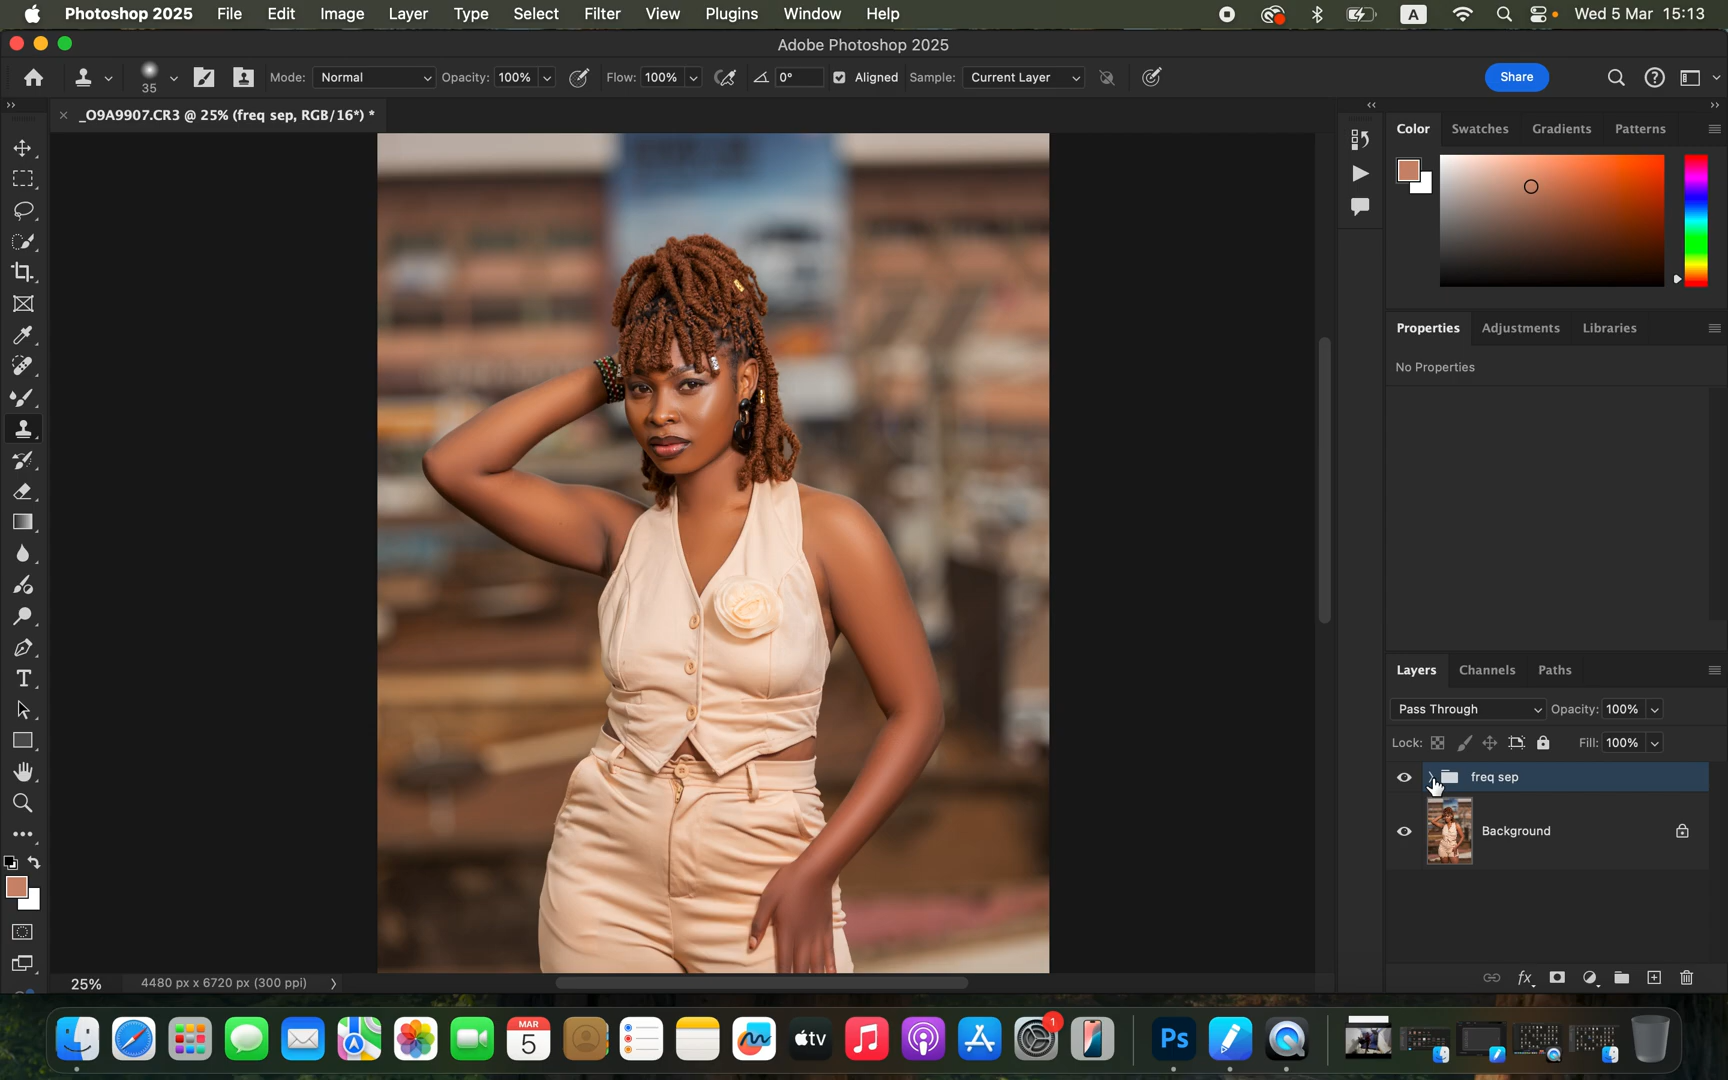 Photoshop 2025 File Edit Image Layer Type Select Filter View Plugins Window Help A Wed 5 Mar 15:13
Adobe Photoshop 2025
35 Mode: Normal Opacity: 100% Flow: 100% 0° Aligned Sample: Current Layer Share
_O9A9907.CR3 @ 25% (freq sep, RGB/16*) *
Color Swatches Gradients Patterns
Properties Adjustments Libraries
No Properties
Layers Channels Paths
Pass Through Opacity: 100%
Lock: Fill: 100%
freq sep
Background
T
fx
25% 4480 px x 6720 px (300 ppi)
MAR
5
tv
1
Ps